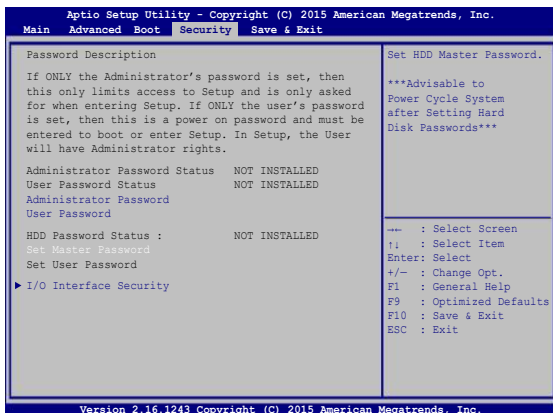 Aptio Setup Utility - Copyright (C) 2015 American Megatrends, Inc.
Main Advanced Boot Security Save & Exit
Password Description
If ONLY the Administrator's password is set, then
this only limits access to Setup and is only asked
for when entering Setup. If ONLY the user's password
is set, then this is a power on password and must be
entered to boot or enter Setup. In Setup, the User
will have Administrator rights.
Administrator Password Status NOT INSTALLED
User Password Status NOT INSTALLED
Administrator Password
User Password
HDD Password Status : NOT INSTALLED
Set Master Password
Set User Password
I/O Interface Security
Set HDD Master Password.
***Advisable to
Power Cycle System
after Setting Hard
Disk Passwords***
→← : Select Screen
↑↓ : Select Item
Enter: Select
+/— : Change Opt.
F1 : General Help
F9 : Optimized Defaults
F10 : Save & Exit
ESC : Exit
Version 2.16.1243 Copyright (C) 2015 American Megatrends, Inc.